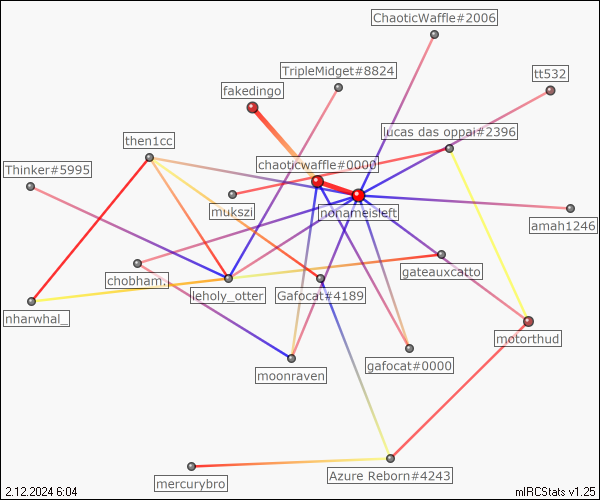 ChaoticWaffle#2006
TripleMidget#8824
tt532
fakedingo
lucas das oppai#2396
then1cc
chaoticwaffle#0000
Thinker#5995
mukszi
nonameisleft
amah1246
chobham.
leholy_otter
Gafocat#4189
gateauxcatto
nharwhal_
motorthud
moonraven
gafocat#0000
mercurybro
Azure Reborn#4243
2.12.2024 6:04
mIRCStats v1.25